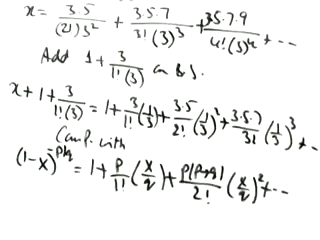 x = 3.5/(2!)3² + 3.5.7/3!(3)³ + 3.5.7.9/4!(3)⁴ + ...
Add 1 + 3/1!(3) on B.S.
x + 1 + 3/1!(3) = 1 + 3/1!(1/3) + 3.5/2!(1/3)² + 3.5.7/3!(1/3)³ + ..
Comp. with
(1-x)^-p/q = 1 + p/1!(x/q) + p(p+q)/2!(x/q)² + ...